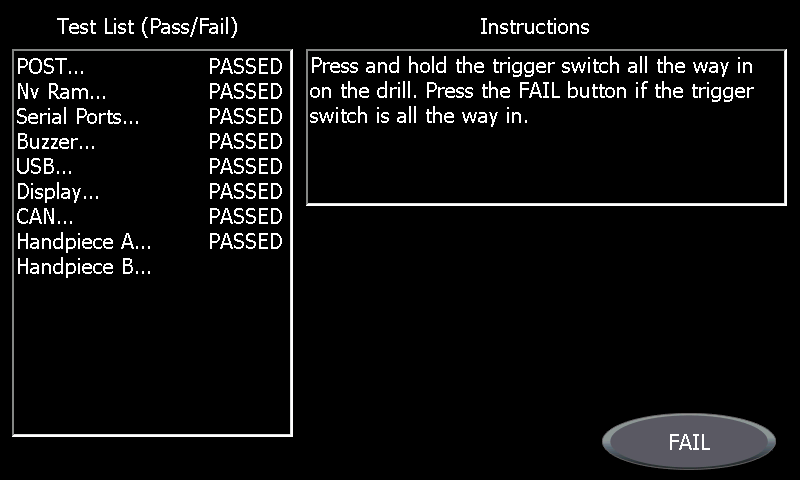 Test List (Pass/Fail)
Instructions
POST... PASSED
Nv Ram... PASSED
Serial Ports... PASSED
Buzzer... PASSED
USB... PASSED
Display... PASSED
CAN... PASSED
Handpiece A... PASSED
Handpiece B...
Press and hold the trigger switch all the way in
on the drill. Press the FAIL button if the trigger
switch is all the way in.
FAIL